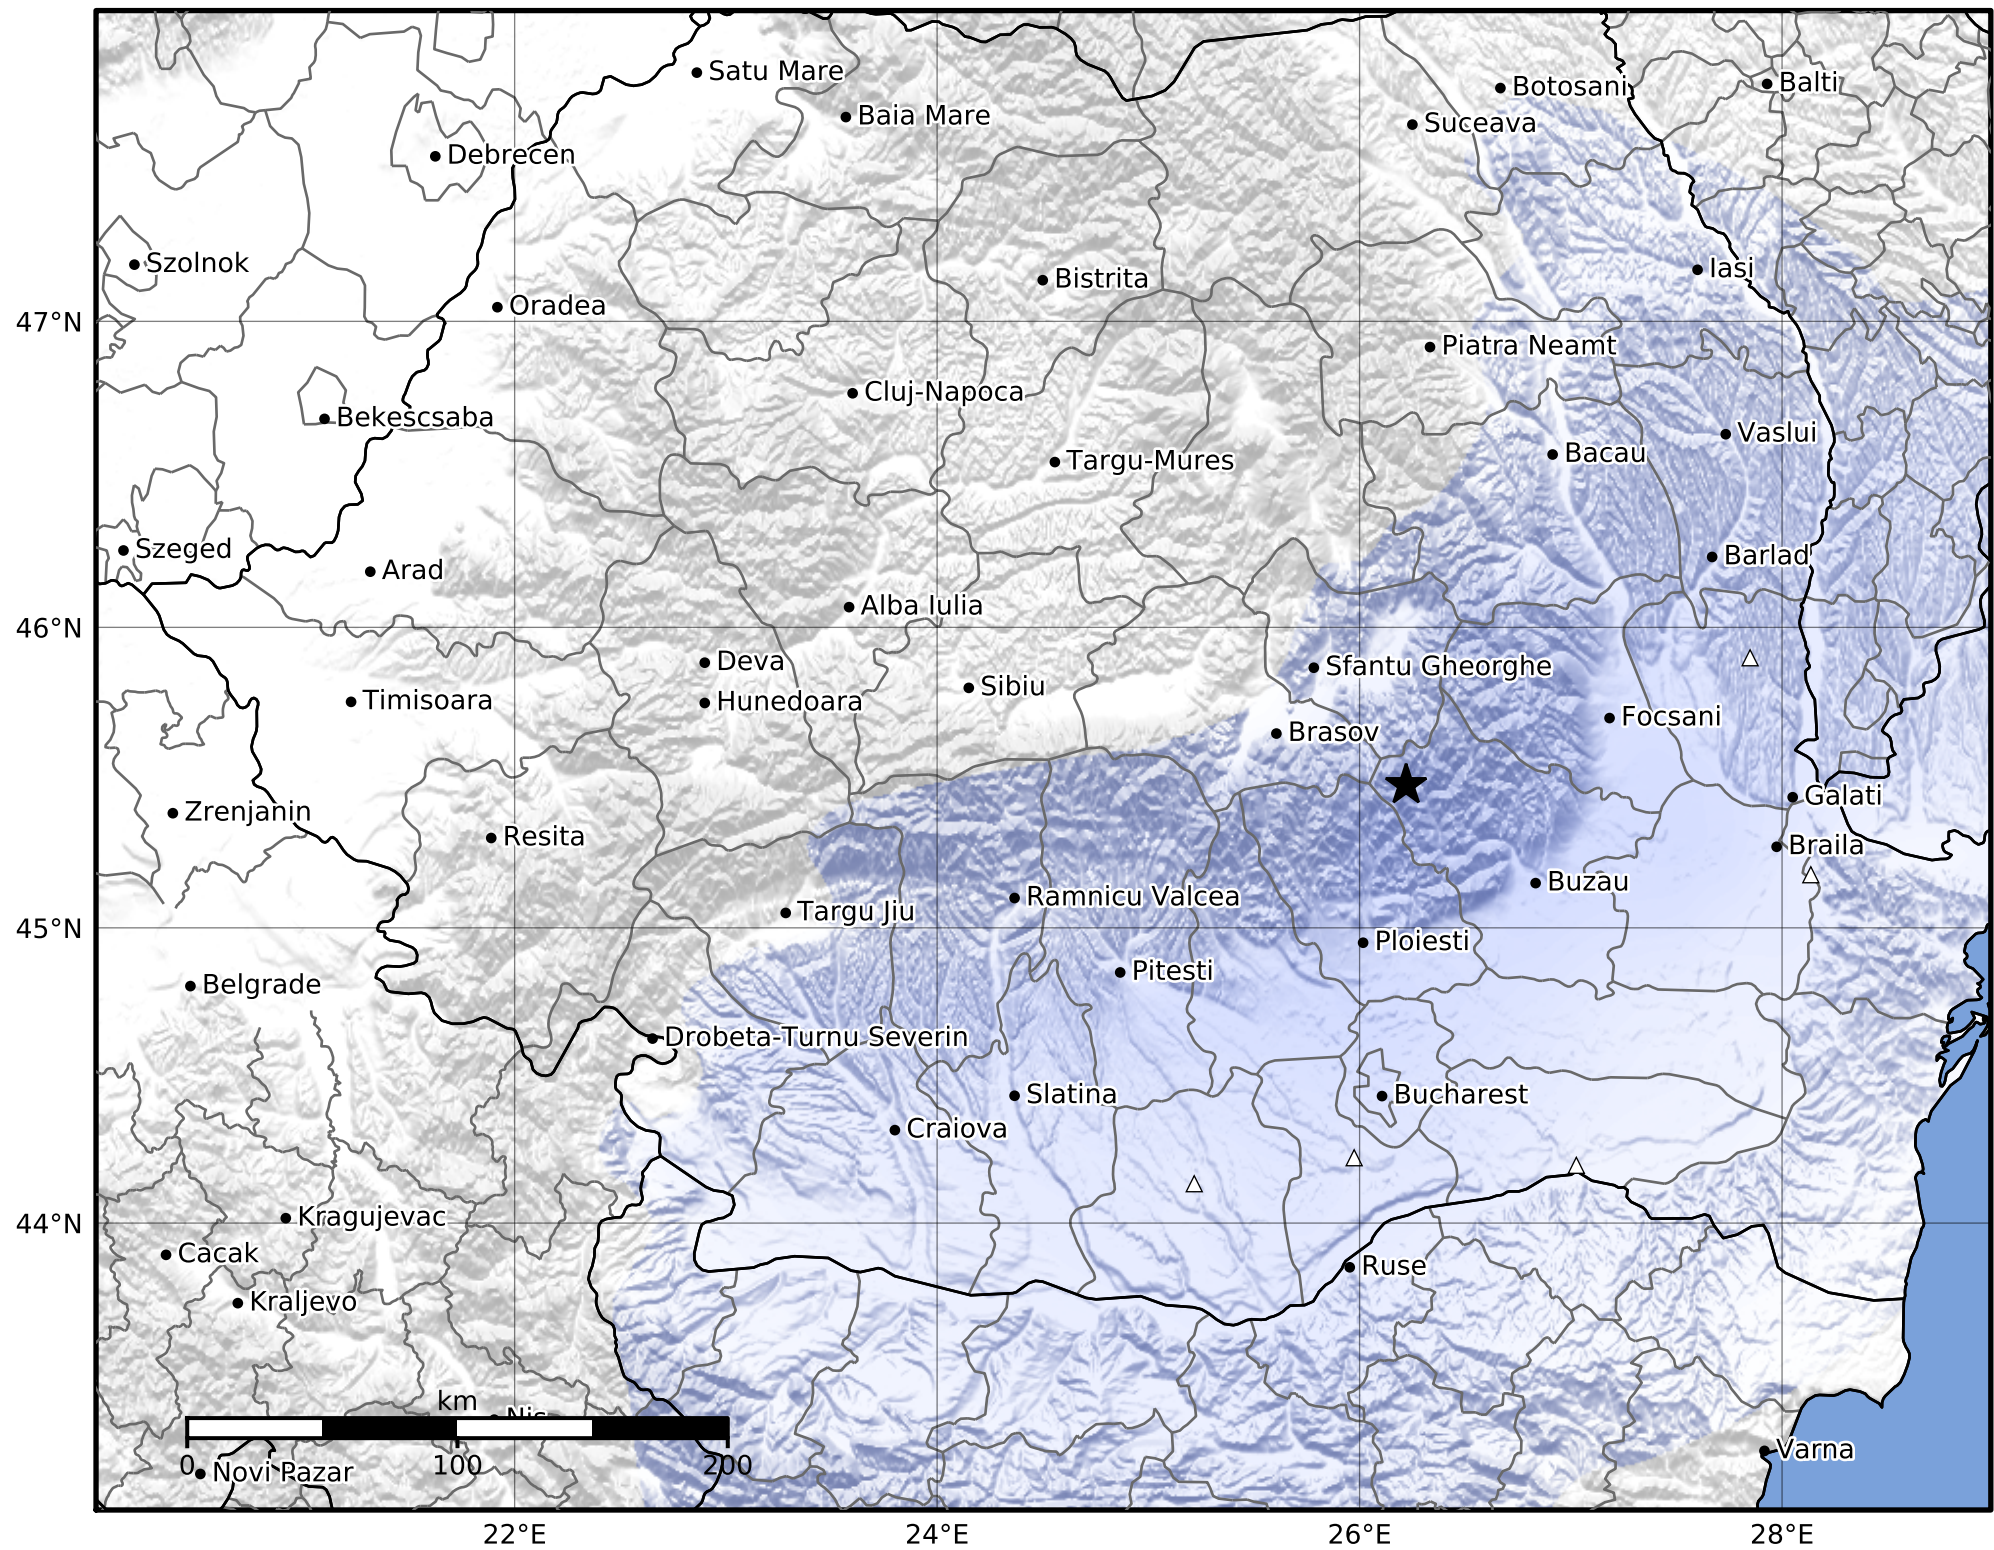 Satu Mare
Botosani
Balti
Baia Mare
Suceava
Debrecen
Szolnok
Iasi
Bistrita
Oradea
47°N
Piatra Neamt
Cluj-Napoca
Bekescsaba
Vaslui
Bacau
Targu-Mures
Szeged
Barlad
Arad
Alba Iulia
46°N
Deva
Sfantu Gheorghe
Sibiu
Timisoara
Hunedoara
Focsani
Brasov
Galati
Zrenjanin
Resita
Braila
Buzau
Ramnicu Valcea
Targu Jiu
45°N
Ploiesti
Pitesti
Belgrade
Drobeta-Turnu Severin
Slatina
Bucharest
Craiova
Kragujevac
44°N
Cacak
Ruse
Kraljevo
km
Nis
Varna
0 100 200
Novi Pazar
22°E 24°E 26°E 28°E